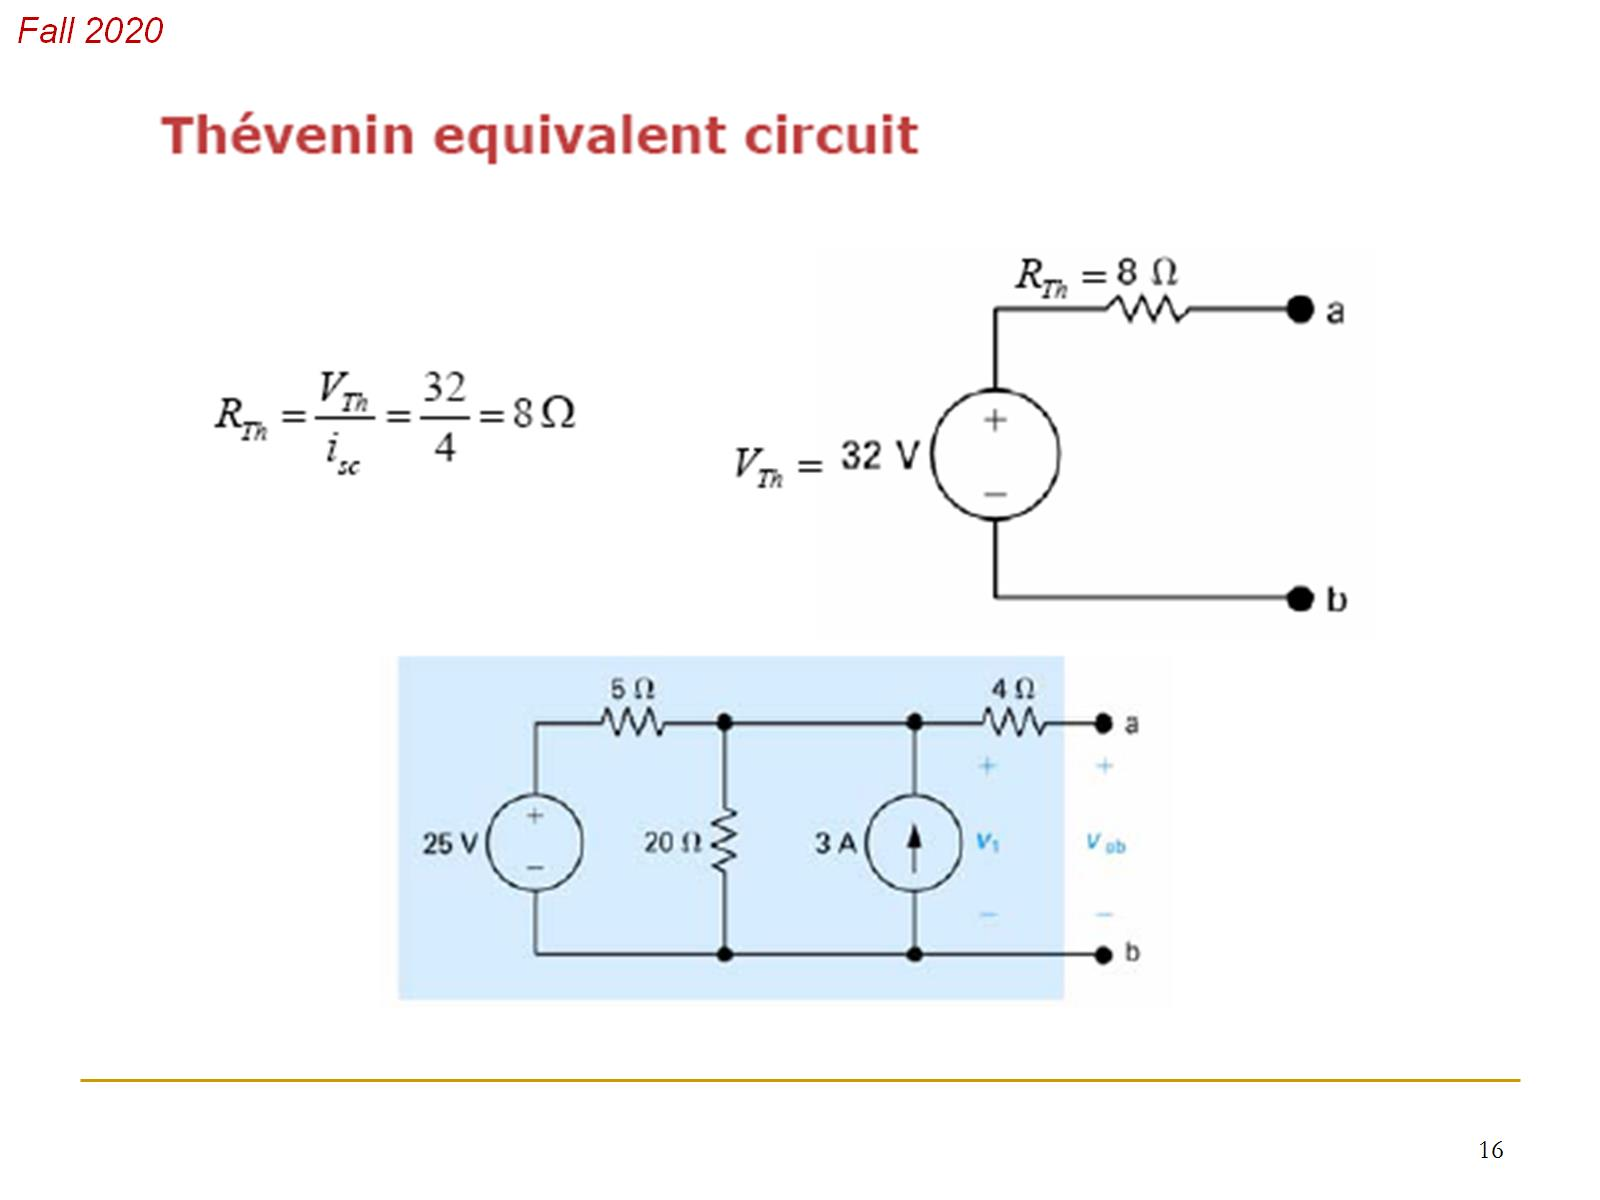 Fall 2020
Thévenin equivalent circuit
R_Th = 8 Ω
a
R_Th = V_Th / i_sc = 32 / 4 = 8 Ω
+
V_Th = 32 V
−
b
5 Ω
4 Ω
a
+
+
+
25 V
20 Ω
3 A
v₁
v_ab
−
−
−
b
16